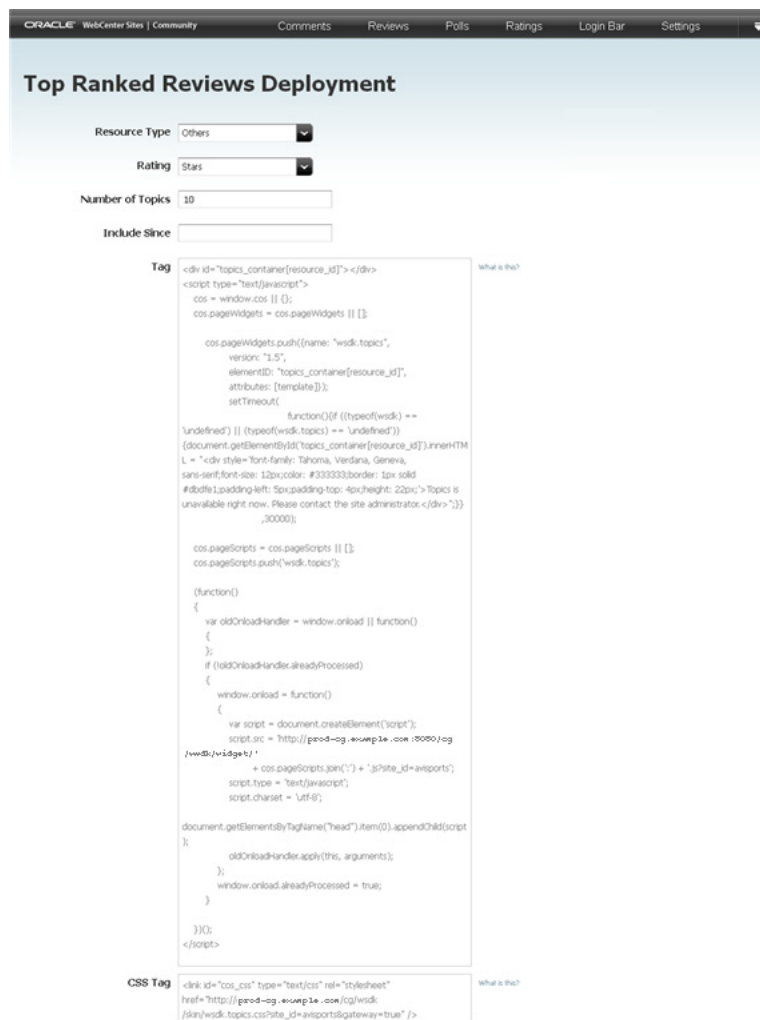 ORACLE WebCenter Sites | Community Comments Reviews Polls Ratings Login Bar Settings
Top Ranked Reviews Deployment
Resource Type Others
Rating Stars
Number of Topics 10
Include Since
Tag <div id="topics_container[resource_id]"></div> What is this?
<script type="text/javascript">
cos = window.cos || {};
cos.pageWidgets = cos.pageWidgets || [];
cos.pageWidgets.push({name: "wsdk.topics",
version: "1.5",
elementID: "topics_container[resource_id]",
attributes: [template]});
setTimeout(
function(){if ((typeof(wsdk) ==
'undefined') || (typeof(wsdk.topics) == 'undefined'))
{document.getElementById('topics_container[resource_id]').innerHTM
L = "<div style='font-family: Tahoma, Verdana, Geneva,
sans-serif;font-size: 12px;color: #333333;border: 1px solid
#dbdfe1;padding-left: 5px;padding-top: 4px;height: 22px;'>Topics is
unavailable right now. Please contact the site administrator.</div>";}}
,30000);
cos.pageScripts = cos.pageScripts || [];
cos.pageScripts.push('wsdk.topics');
(function()
{
var oldOnloadHandler = window.onload || function()
{
};
if (!oldOnloadHandler.alreadyProcessed)
{
window.onload = function()
{
var script = document.createElement('script');
script.src = 'http://prod-cg.example.com:8080/cg
/wsdk/widget/'
+ cos.pageScripts.join(':') + '.js?site_id=avisports';
script.type = 'text/javascript';
script.charset = 'utf-8';
document.getElementsByTagName("head").item(0).appendChild(script
);
oldOnloadHandler.apply(this, arguments);
};
window.onload.alreadyProcessed = true;
}
})();
</script>
CSS Tag <link id="cos_css" type="text/css" rel="stylesheet" What is this?
href="http://prod-cg.example.com/cg/wsdk
/skin/wsdk.topics.css?site_id=avisports&gateway=true" />